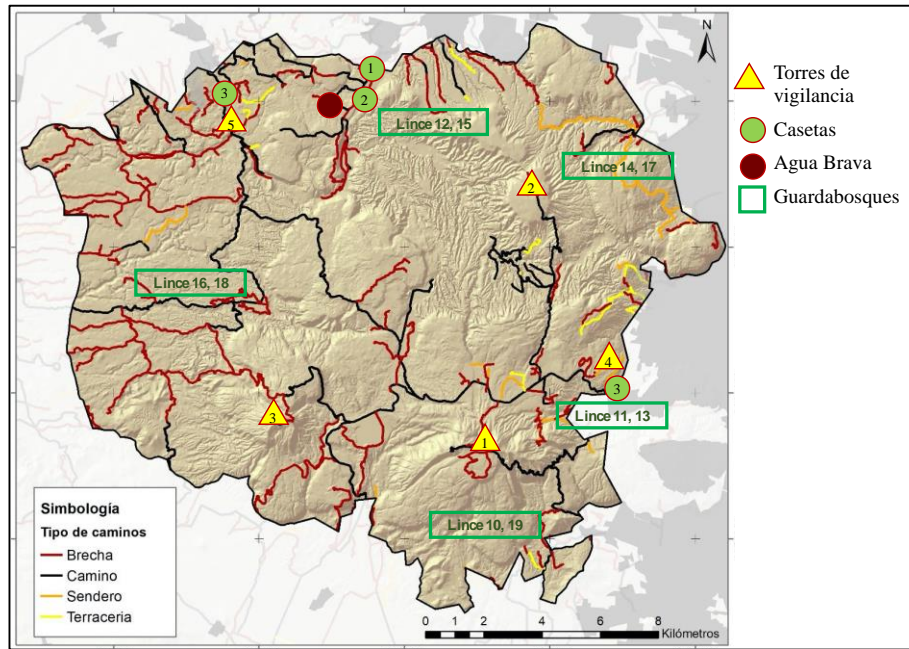 N
1
3
2
5
Lince 12, 15
Lince 14, 17
2
Lince 16, 18
4
3
3
Lince 11, 13
1
Lince 10, 19
Simbología
Tipo de caminos
Brecha
Camino
Sendero
Terraceria
0 1 2 4 6 8
Kilómetros
Torres de
vigilancia
Casetas
Agua Brava
Guardabosques